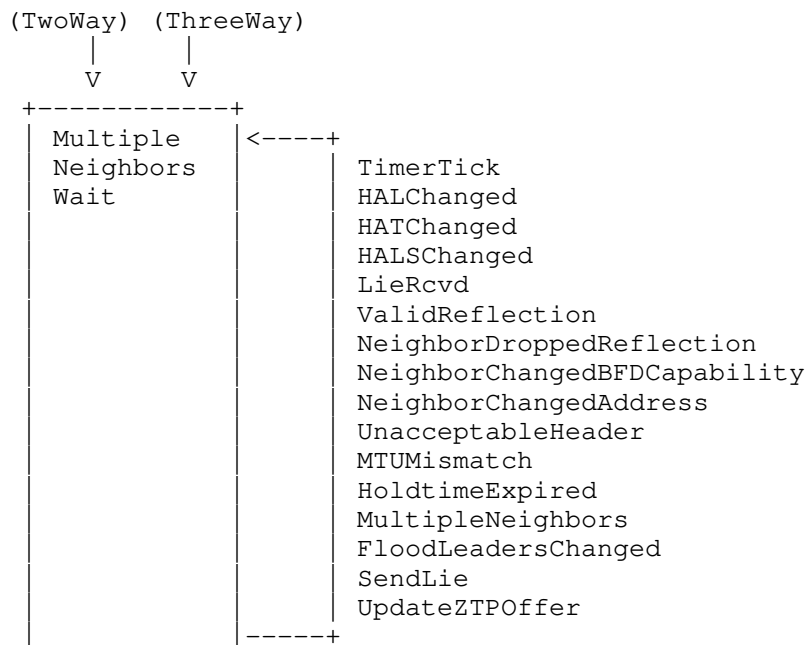 (TwoWay) (ThreeWay)
| |
V V
+------------+
| Multiple |<----+
| Neighbors | | TimerTick
| Wait | | HALChanged
| | | HATChanged
| | | HALSChanged
| | | LieRcvd
| | | ValidReflection
| | | NeighborDroppedReflection
| | | NeighborChangedBFDCapability
| | | NeighborChangedAddress
| | | UnacceptableHeader
| | | MTUMismatch
| | | HoldtimeExpired
| | | MultipleNeighbors
| | | FloodLeadersChanged
| | | SendLie
| | | UpdateZTPOffer
| |-----+